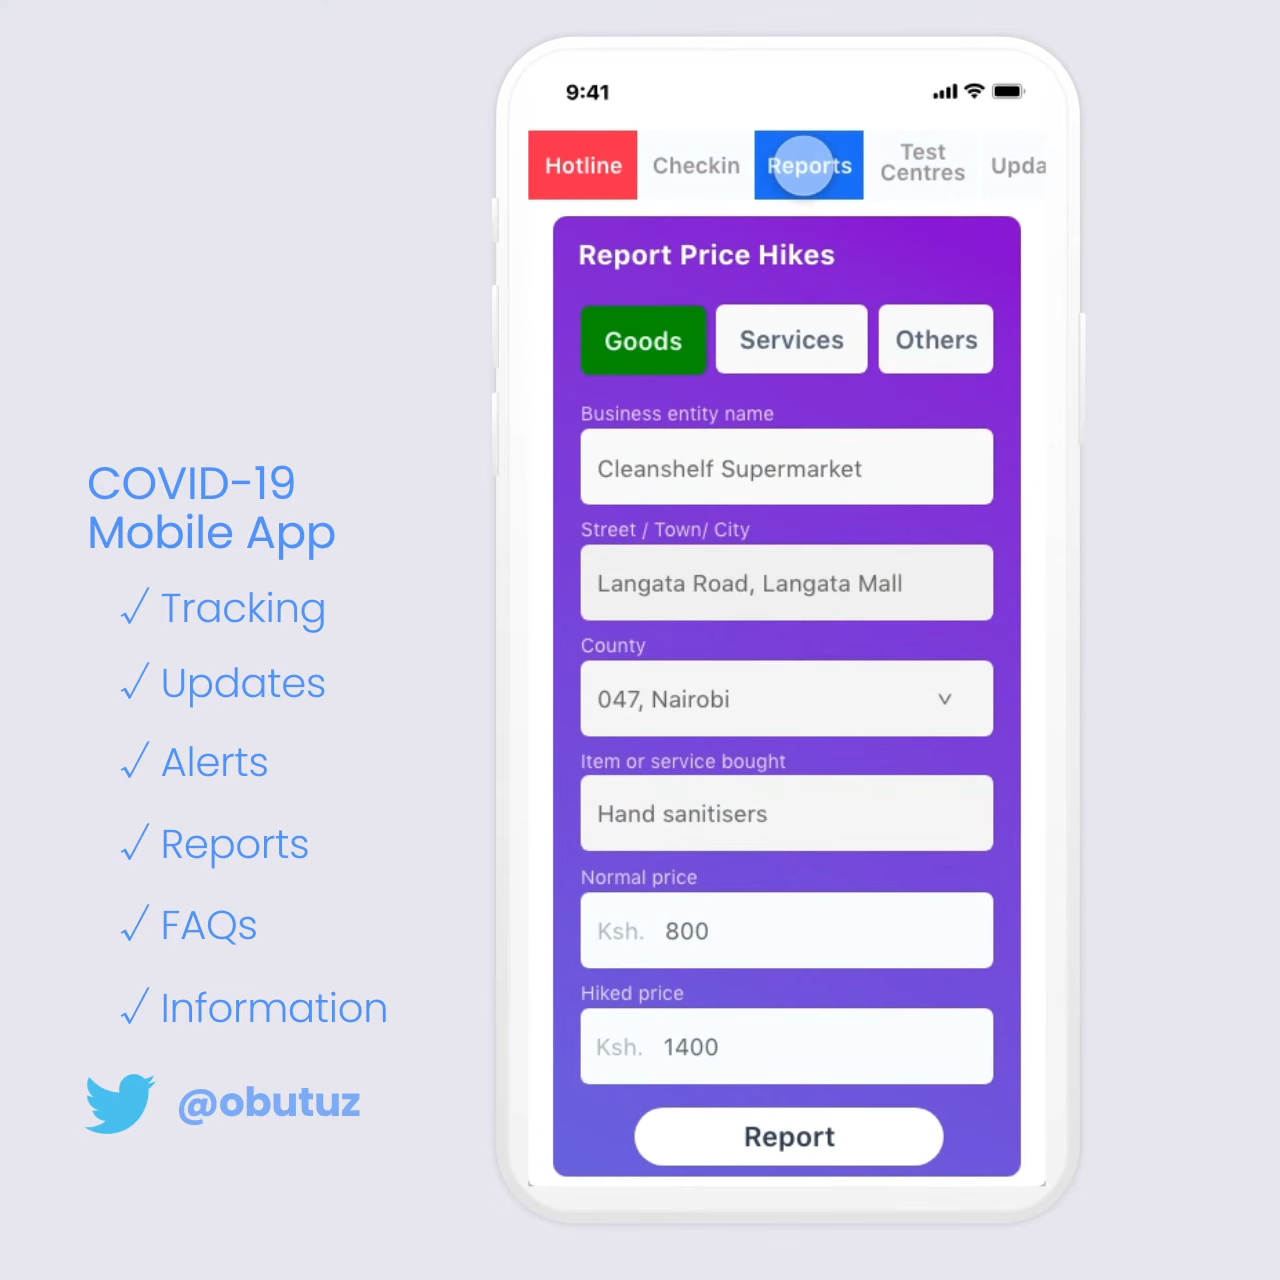 COVID-19
Mobile App
✓ Tracking
✓ Updates
✓ Alerts
✓ Reports
✓ FAQs
✓ Information
@obutuz
9:41
Hotline
Checkin
Reports
Test
Centres
Upda
Report Price Hikes
Goods
Services
Others
Business entity name
Cleanshelf Supermarket
Street / Town/ City
Langata Road, Langata Mall
County
047, Nairobi
Item or service bought
Hand sanitisers
Normal price
Ksh. 800
Hiked price
Ksh. 1400
Report